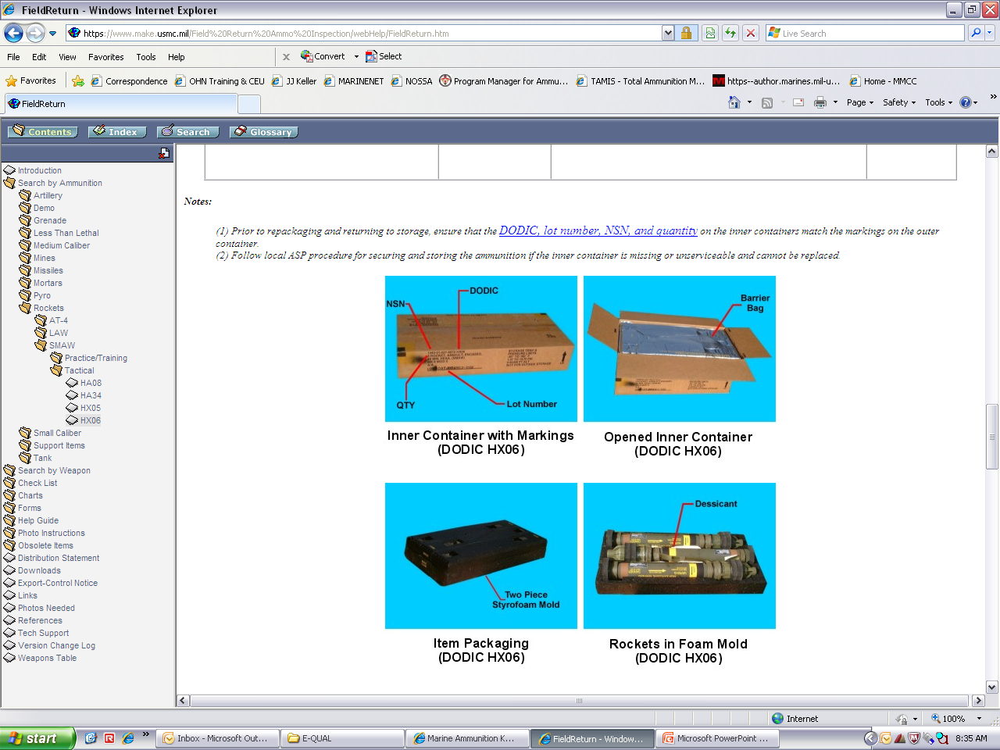 FieldReturn - Windows Internet Explorer
https://www.make.usmc.mil/Field%20Return%20Ammo%20Inspection/webHelp/FieldReturn.htm
Live Search
File Edit View Favorites Tools Help
Convert Select
Favorites Correspondence OHN Training & CEU JJ Keller MARINENET NOSSA Program Manager for Ammu... TAMIS - Total Ammunition M... https--author.marines.mil-u... Home - MMCC
FieldReturn
Page Safety Tools
Contents Index Search Glossary
Introduction
Search by Ammunition
Artillery
Demo
Grenade
Less Than Lethal
Medium Caliber
Mines
Missiles
Mortars
Pyro
Rockets
AT-4
LAW
SMAW
Practice/Training
Tactical
HA08
HA34
HX05
HX06
Small Caliber
Support Items
Tank
Search by Weapon
Check List
Charts
Forms
Help Guide
Photo Instructions
Obsolete Items
Distribution Statement
Downloads
Export-Control Notice
Links
Photos Needed
References
Tech Support
Version Change Log
Weapons Table
Notes:
(1) Prior to repackaging and returning to storage, ensure that the DODIC, lot number, NSN, and quantity on the inner containers match the markings on the outer
container.
(2) Follow local ASP procedure for securing and storing the ammunition if the inner container is missing or unserviceable and cannot be replaced.
DODIC
NSN
QTY
Lot Number
Inner Container with Markings
(DODIC HX06)
Barrier
Bag
Opened Inner Container
(DODIC HX06)
Two Piece
Styrofoam Mold
Item Packaging
(DODIC HX06)
Dessicant
Rockets in Foam Mold
(DODIC HX06)
Internet
100%
start
Inbox - Microsoft Out...
E-QUAL
Marine Ammunition K...
FieldReturn - Window...
Microsoft PowerPoint ...
8:35 AM